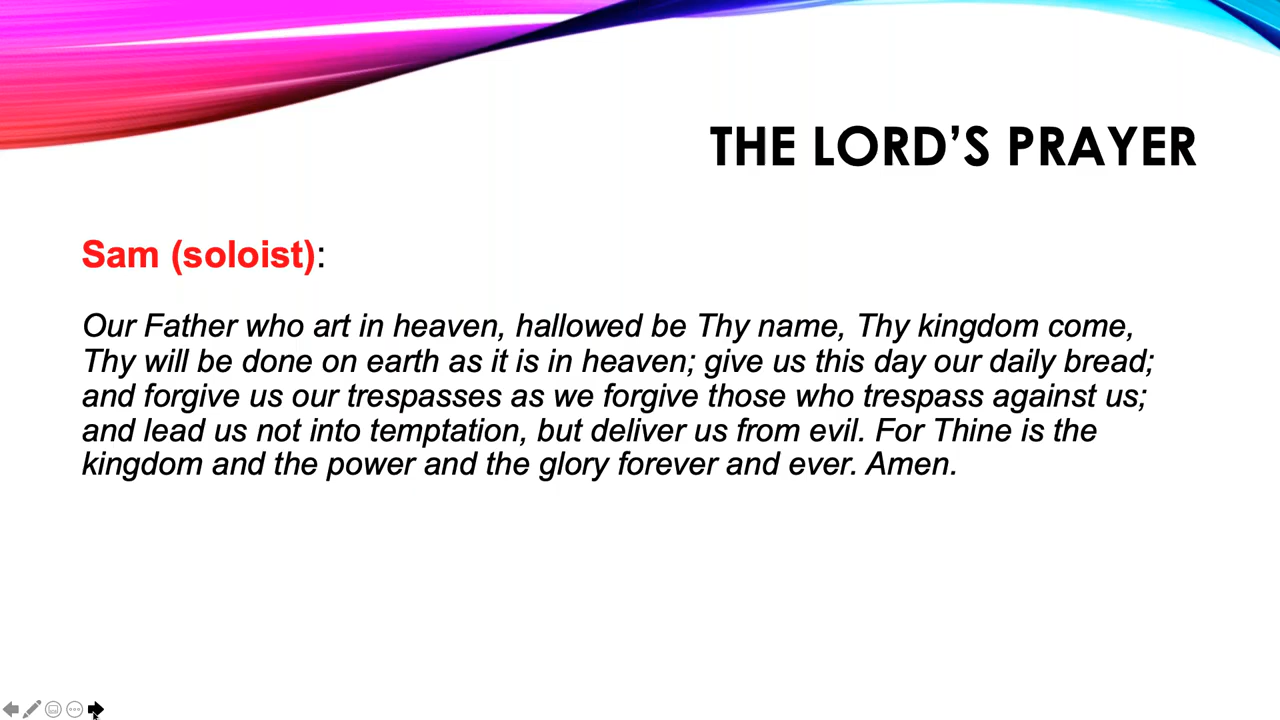 THE LORD’S PRAYER
Sam (soloist):
Our Father who art in heaven, hallowed be Thy name, Thy kingdom come,
Thy will be done on earth as it is in heaven; give us this day our daily bread;
and forgive us our trespasses as we forgive those who trespass against us;
and lead us not into temptation, but deliver us from evil. For Thine is the
kingdom and the power and the glory forever and ever. Amen.